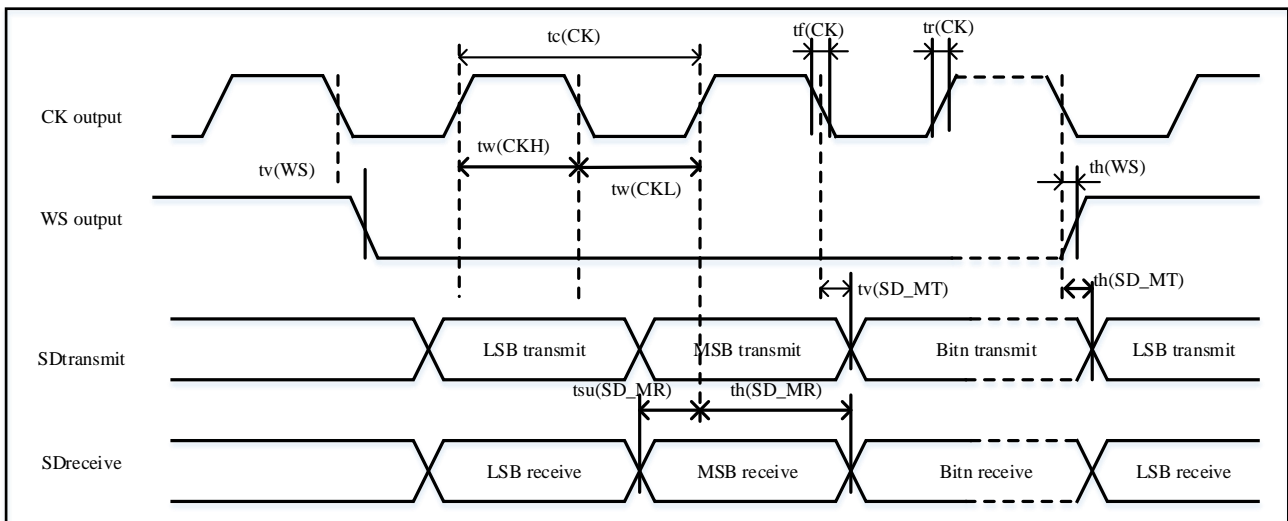 tc(CK)
tf(CK)
tr(CK)
CK output
tw(CKH)
tv(WS)
th(WS)
tw(CKL)
WS output
tv(SD_MT)
th(SD_MT)
SDtransmit
LSB transmit
MSB transmit
Bitn transmit
LSB transmit
tsu(SD_MR)
th(SD_MR)
SDreceive
LSB receive
MSB receive
Bitn receive
LSB receive